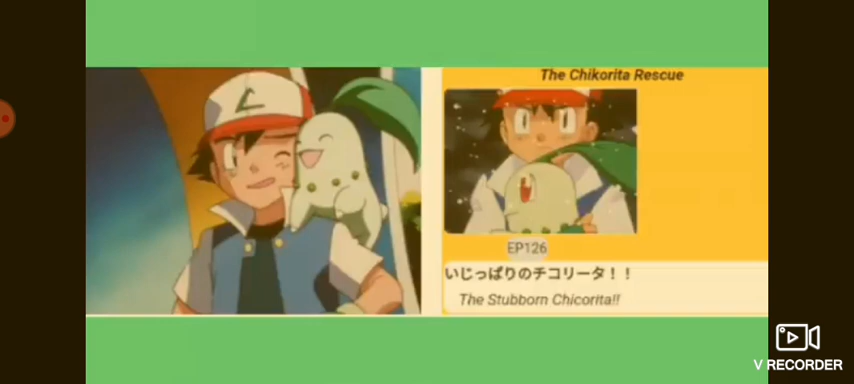 The Chikorita Rescue
EP126
いじっぱりのチコリータ！！
The Stubborn Chicorita!!
V RECORDER